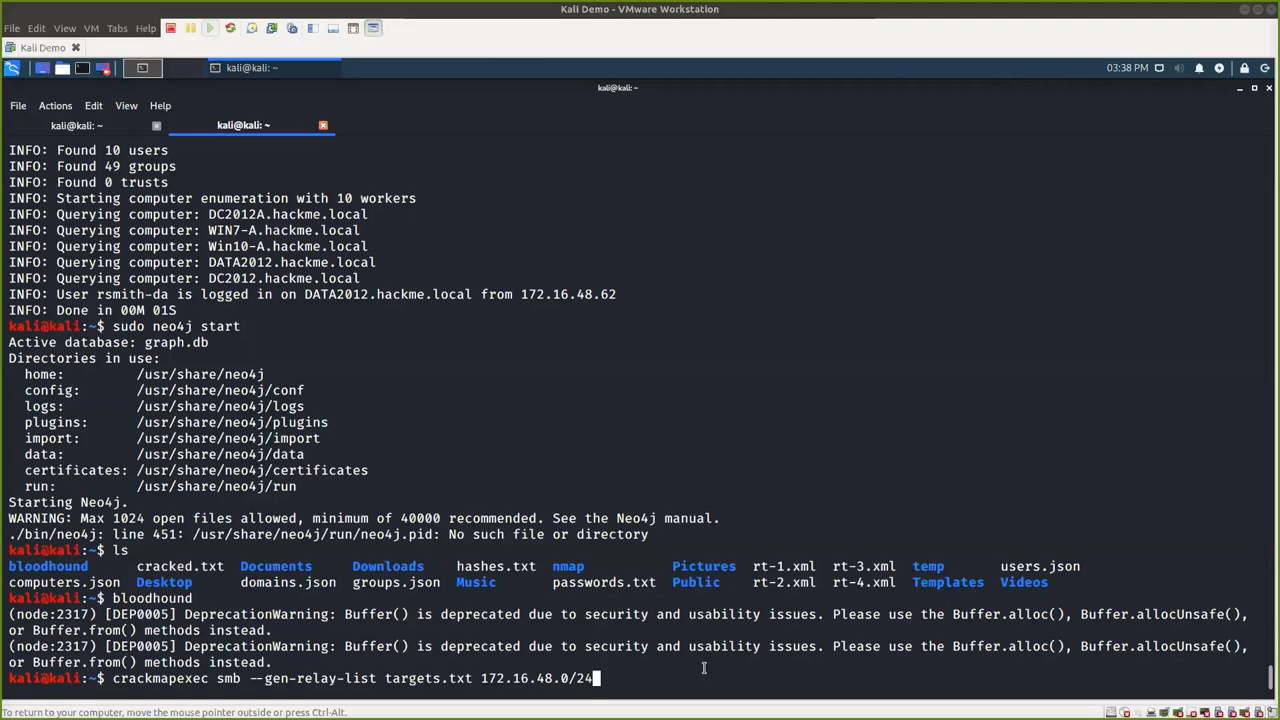 Kali Demo - VMware Workstation
File Edit View VM Tabs Help
Kali Demo
kali@kali: ~
03:38 PM
kali@kali: ~
File Actions Edit View Help
kali@kali: ~ kali@kali: ~
INFO: Found 10 users
INFO: Found 49 groups
INFO: Found 0 trusts
INFO: Starting computer enumeration with 10 workers
INFO: Querying computer: DC2012A.hackme.local
INFO: Querying computer: WIN7-A.hackme.local
INFO: Querying computer: Win10-A.hackme.local
INFO: Querying computer: DATA2012.hackme.local
INFO: Querying computer: DC2012.hackme.local
INFO: User rsmith-da is logged in on DATA2012.hackme.local from 172.16.48.62
INFO: Done in 00M 01S
kali@kali:~$ sudo neo4j start
Active database: graph.db
Directories in use:
home: /usr/share/neo4j
config: /usr/share/neo4j/conf
logs: /usr/share/neo4j/logs
plugins: /usr/share/neo4j/plugins
import: /usr/share/neo4j/import
data: /usr/share/neo4j/data
certificates: /usr/share/neo4j/certificates
run: /usr/share/neo4j/run
Starting Neo4j.
WARNING: Max 1024 open files allowed, minimum of 40000 recommended. See the Neo4j manual.
./bin/neo4j: line 451: /usr/share/neo4j/run/neo4j.pid: No such file or directory
kali@kali:~$ ls
bloodhound cracked.txt Documents Downloads hashes.txt nmap Pictures rt-1.xml rt-3.xml temp users.json
computers.json Desktop domains.json groups.json Music passwords.txt Public rt-2.xml rt-4.xml Templates Videos
kali@kali:~$ bloodhound
(node:2317) [DEP0005] DeprecationWarning: Buffer() is deprecated due to security and usability issues. Please use the Buffer.alloc(), Buffer.allocUnsafe(),
or Buffer.from() methods instead.
(node:2317) [DEP0005] DeprecationWarning: Buffer() is deprecated due to security and usability issues. Please use the Buffer.alloc(), Buffer.allocUnsafe(),
or Buffer.from() methods instead.
kali@kali:~$ crackmapexec smb --gen-relay-list targets.txt 172.16.48.0/24
To return to your computer, move the mouse pointer outside or press Ctrl-Alt.